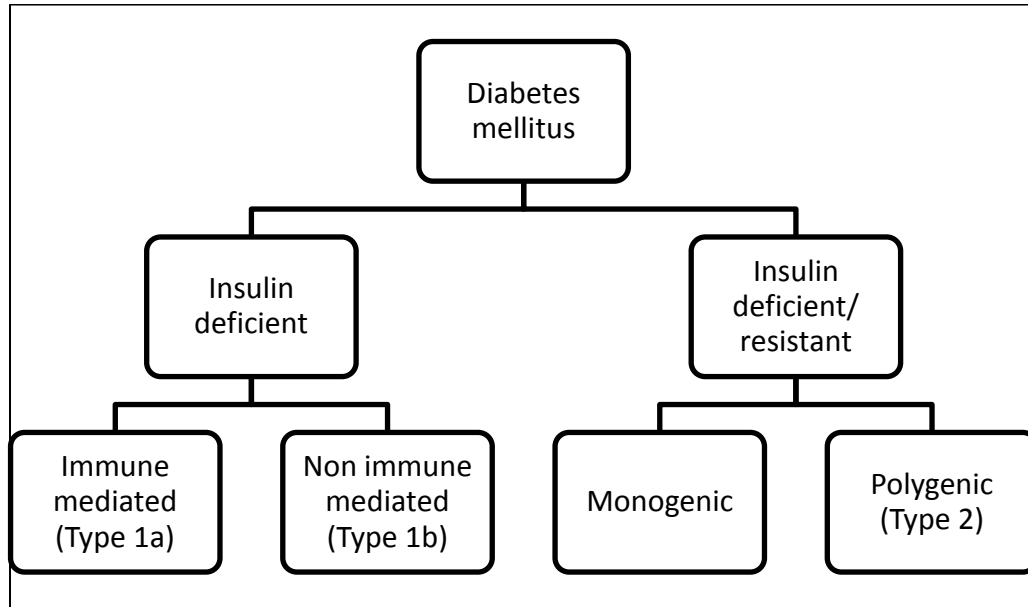 Diabetes
mellitus
Insulin
deficient
Insulin
deficient/
resistant
Immune
mediated
(Type 1a)
Non immune
mediated
(Type 1b)
Monogenic
Polygenic
(Type 2)